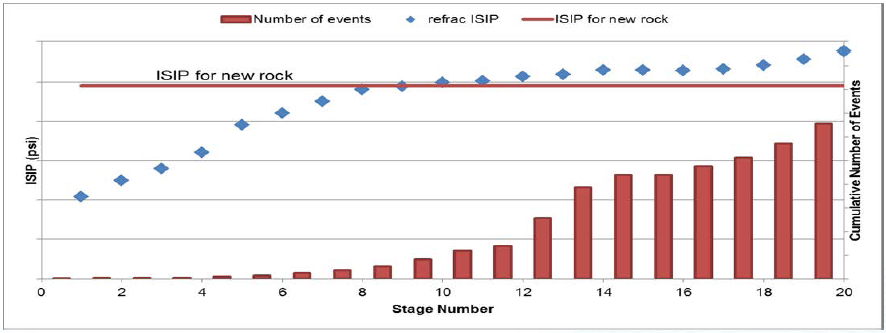 Number of events refrac ISIP ISIP for new rock
ISIP for new rock
ISIP (psi)
Cumulative Number of Events
0 2 4 6 8 10 12 14 16 18 20
Stage Number